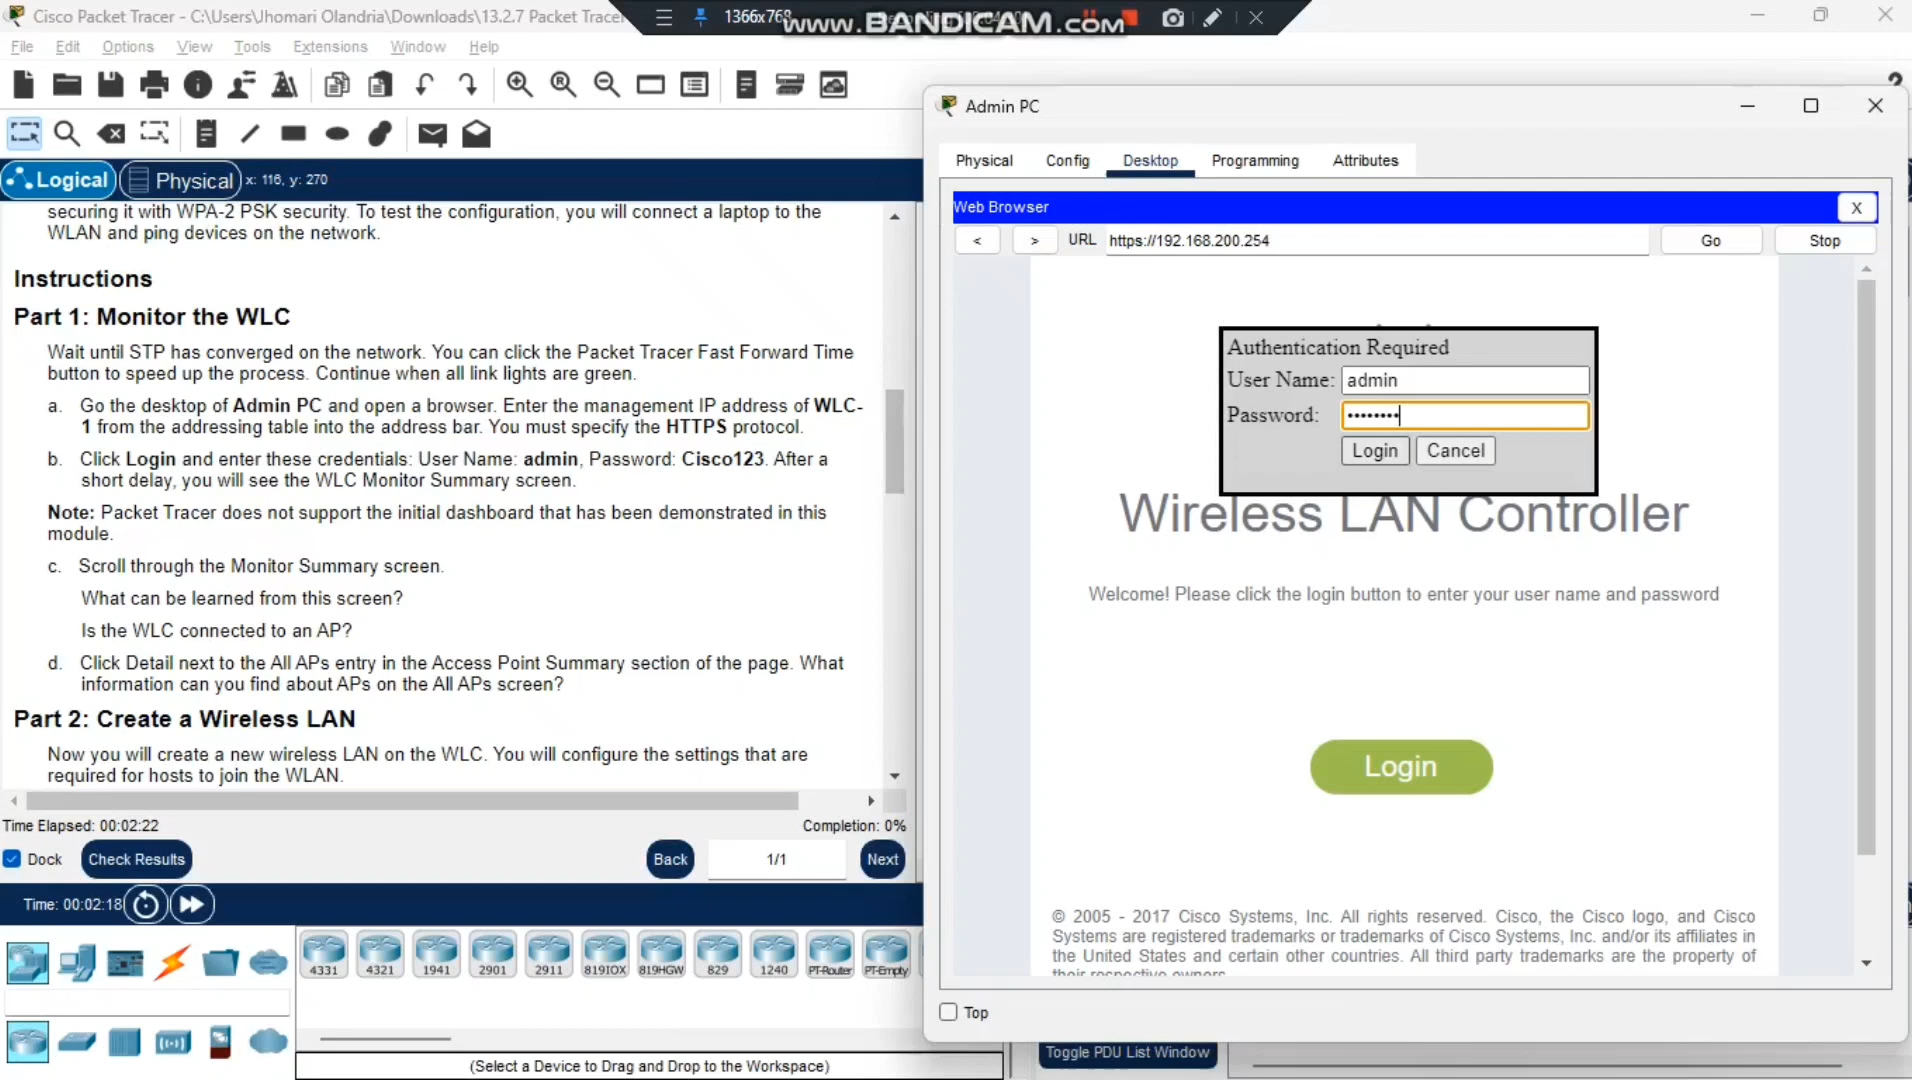 Cisco Packet Tracer - C:\Users\Jhomari Olandria\Downloads\13.2.7 Packet Tracer
1366x768
www.BANDICAM.com
File Edit Options View Tools Extensions Window Help
Logical Physical x: 116, y: 270
securing it with WPA-2 PSK security. To test the configuration, you will connect a laptop to the
WLAN and ping devices on the network.
Instructions
Part 1: Monitor the WLC
Wait until STP has converged on the network. You can click the Packet Tracer Fast Forward Time
button to speed up the process. Continue when all link lights are green.
a. Go the desktop of Admin PC and open a browser. Enter the management IP address of WLC-
1 from the addressing table into the address bar. You must specify the HTTPS protocol.
b. Click Login and enter these credentials: User Name: admin, Password: Cisco123. After a
short delay, you will see the WLC Monitor Summary screen.
Note: Packet Tracer does not support the initial dashboard that has been demonstrated in this
module.
c. Scroll through the Monitor Summary screen.
What can be learned from this screen?
Is the WLC connected to an AP?
d. Click Detail next to the All APs entry in the Access Point Summary section of the page. What
information can you find about APs on the All APs screen?
Part 2: Create a Wireless LAN
Now you will create a new wireless LAN on the WLC. You will configure the settings that are
required for hosts to join the WLAN.
Time Elapsed: 00:02:22 Completion: 0%
Dock Check Results Back 1/1 Next
Time: 00:02:18
4331 4321 1941 2901 2911 819IOX 819HGW 829 1240 PT-Router PT-Empty
(Select a Device to Drag and Drop to the Workspace)
Admin PC
Physical Config Desktop Programming Attributes
Web Browser X
< > URL https://192.168.200.254 Go Stop
Authentication Required
User Name: admin
Password: ••••••••
Login Cancel
Wireless LAN Controller
Welcome! Please click the login button to enter your user name and password
Login
© 2005 - 2017 Cisco Systems, Inc. All rights reserved. Cisco, the Cisco logo, and Cisco
Systems are registered trademarks or trademarks of Cisco Systems, Inc. and/or its affiliates in
the United States and certain other countries. All third party trademarks are the property of
their respective owners.
Top
Toggle PDU List Window